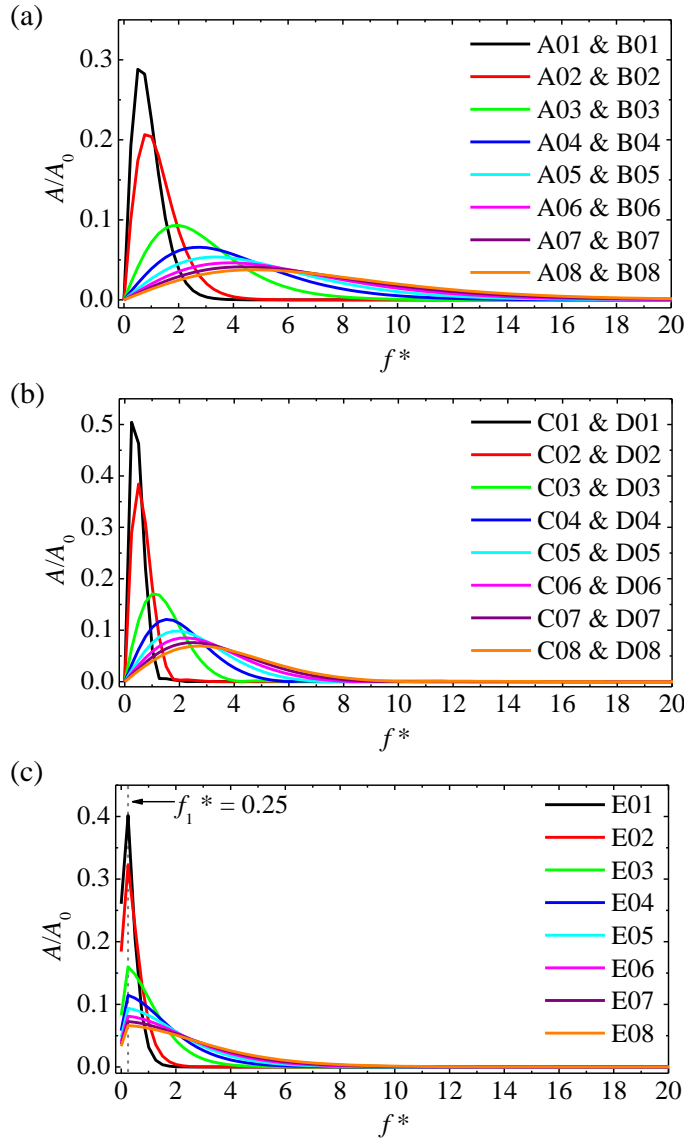 (a)
0.3
0.2
0.1
0.0
A/A0
0 2 4 6 8 10 12 14 16 18 20
f*
A01 & B01
A02 & B02
A03 & B03
A04 & B04
A05 & B05
A06 & B06
A07 & B07
A08 & B08
(b)
0.5
0.4
0.3
0.2
0.1
0.0
A/A0
0 2 4 6 8 10 12 14 16 18 20
f*
C01 & D01
C02 & D02
C03 & D03
C04 & D04
C05 & D05
C06 & D06
C07 & D07
C08 & D08
(c)
f1* = 0.25
0.4
0.3
0.2
0.1
0.0
A/A0
0 2 4 6 8 10 12 14 16 18 20
f*
E01
E02
E03
E04
E05
E06
E07
E08